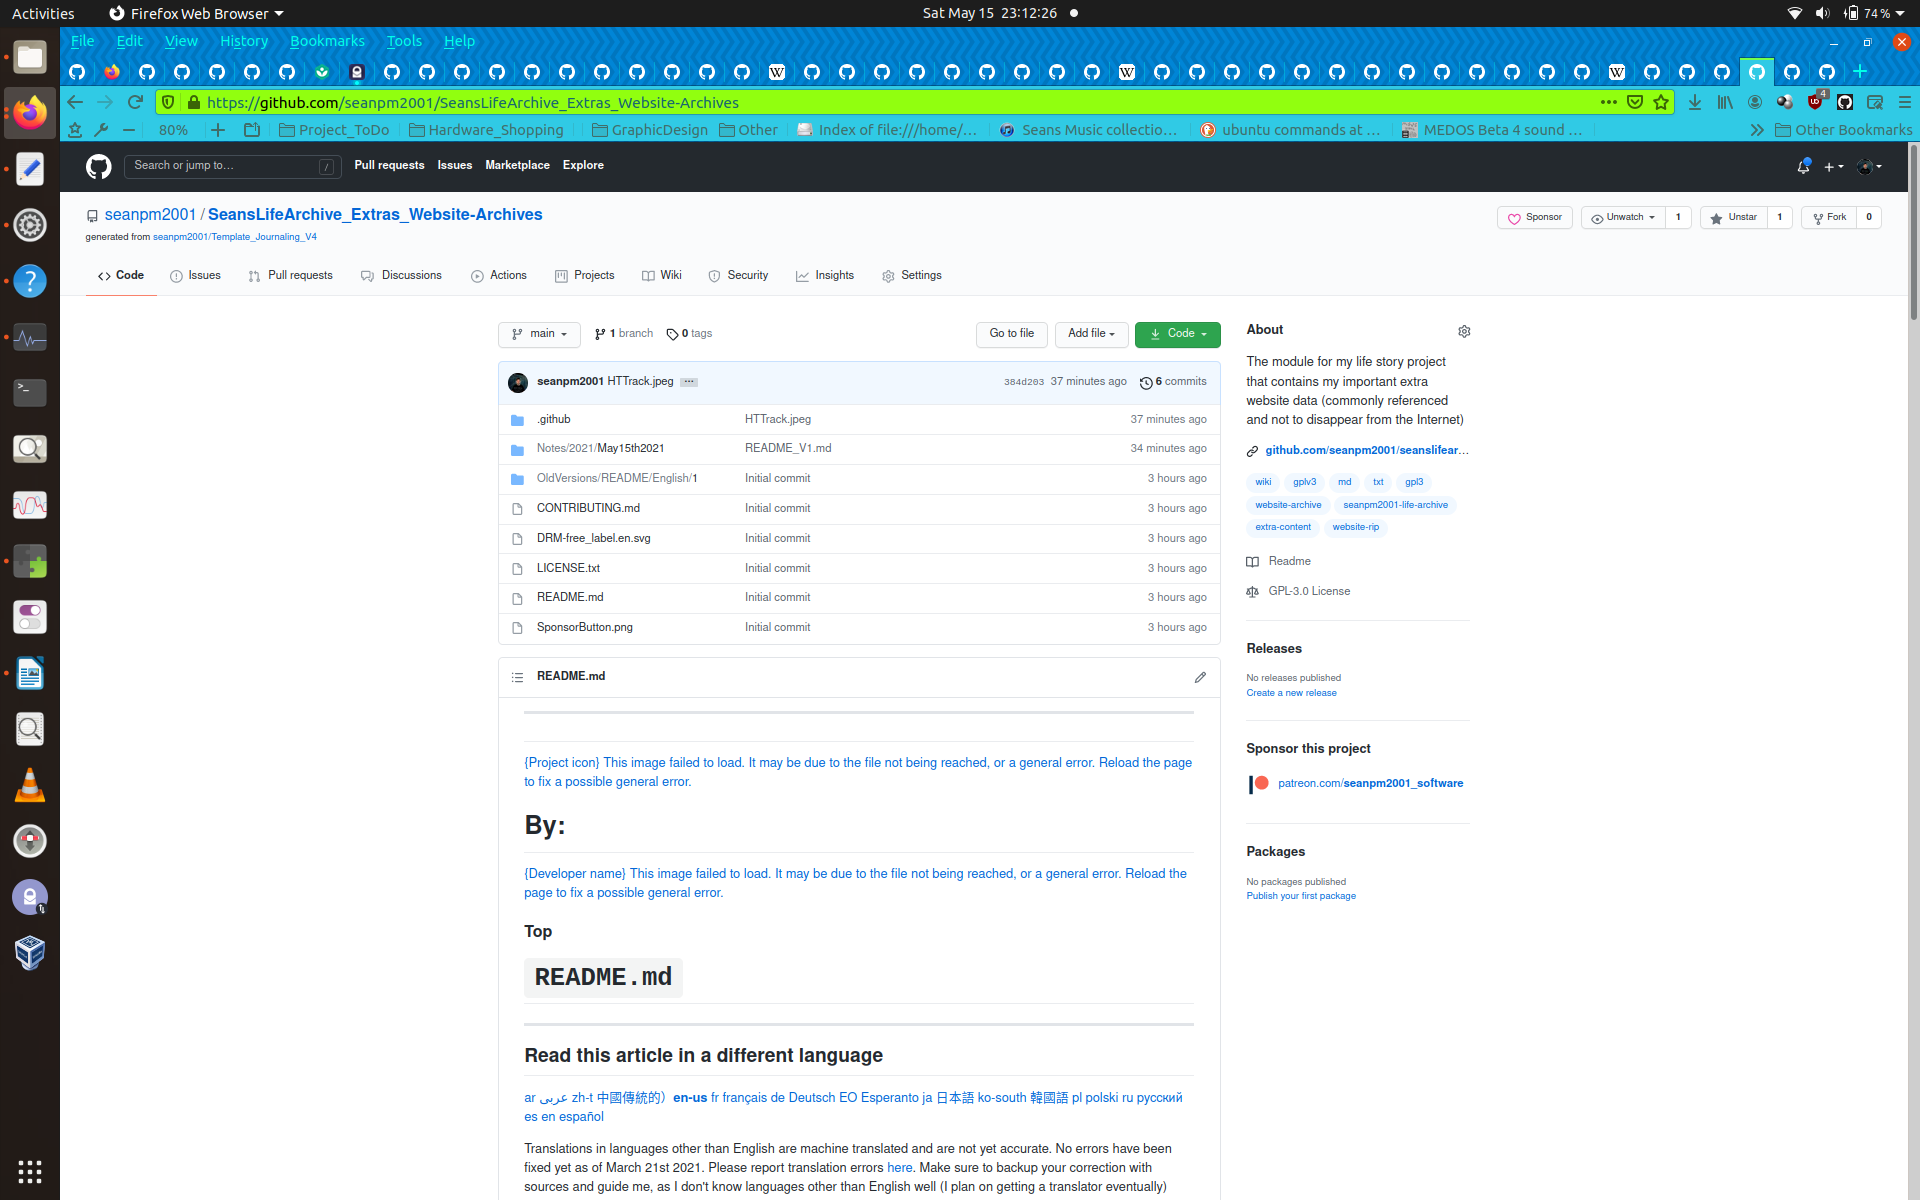 Activities
Firefox Web Browser
Sat May 15 23:12:26
74 %
File Edit View History Bookmarks Tools Help
https://github.com/seanpm2001/SeansLifeArchive_Extras_Website-Archives
4
80%
Project_ToDo
Hardware_Shopping
GraphicDesign
Other
Index of file:///home/...
Seans Music collectio...
ubuntu commands at ...
MEDOS Beta 4 sound ...
Other Bookmarks
Search or jump to...
/
Pull requests
Issues
Marketplace
Explore
seanpm2001 / SeansLifeArchive_Extras_Website-Archives
generated from seanpm2001/Template_Journaling_V4
Sponsor
Unwatch 1
Unstar 1
Fork 0
Code
Issues
Pull requests
Discussions
Actions
Projects
Wiki
Security
Insights
Settings
main
1 branch
0 tags
Go to file
Add file
Code
seanpm2001 HTTrack.jpeg ...
384d203 37 minutes ago
6 commits
.github HTTrack.jpeg 37 minutes ago
Notes/2021/May15th2021 README_V1.md 34 minutes ago
OldVersions/README/English/1 Initial commit 3 hours ago
CONTRIBUTING.md Initial commit 3 hours ago
DRM-free_label.en.svg Initial commit 3 hours ago
LICENSE.txt Initial commit 3 hours ago
README.md Initial commit 3 hours ago
SponsorButton.png Initial commit 3 hours ago
README.md
{Project icon} This image failed to load. It may be due to the file not being reached, or a general error. Reload the page
to fix a possible general error.
By:
{Developer name} This image failed to load. It may be due to the file not being reached, or a general error. Reload the
page to fix a possible general error.
Top
README.md
Read this article in a different language
ar عربى zh-t 中國傳統的）en-us fr français de Deutsch EO Esperanto ja 日本語 ko-south 韓國語 pl polski ru русский
es en español
Translations in languages other than English are machine translated and are not yet accurate. No errors have been
fixed yet as of March 21st 2021. Please report translation errors here. Make sure to backup your correction with
sources and guide me, as I don't know languages other than English well (I plan on getting a translator eventually)
About
The module for my life story project
that contains my important extra
website data (commonly referenced
and not to disappear from the Internet)
github.com/seanpm2001/seanslifear...
wiki gplv3 md txt gpl3
website-archive seanpm2001-life-archive
extra-content website-rip
Readme
GPL-3.0 License
Releases
No releases published
Create a new release
Sponsor this project
patreon.com/seanpm2001_software
Packages
No packages published
Publish your first package